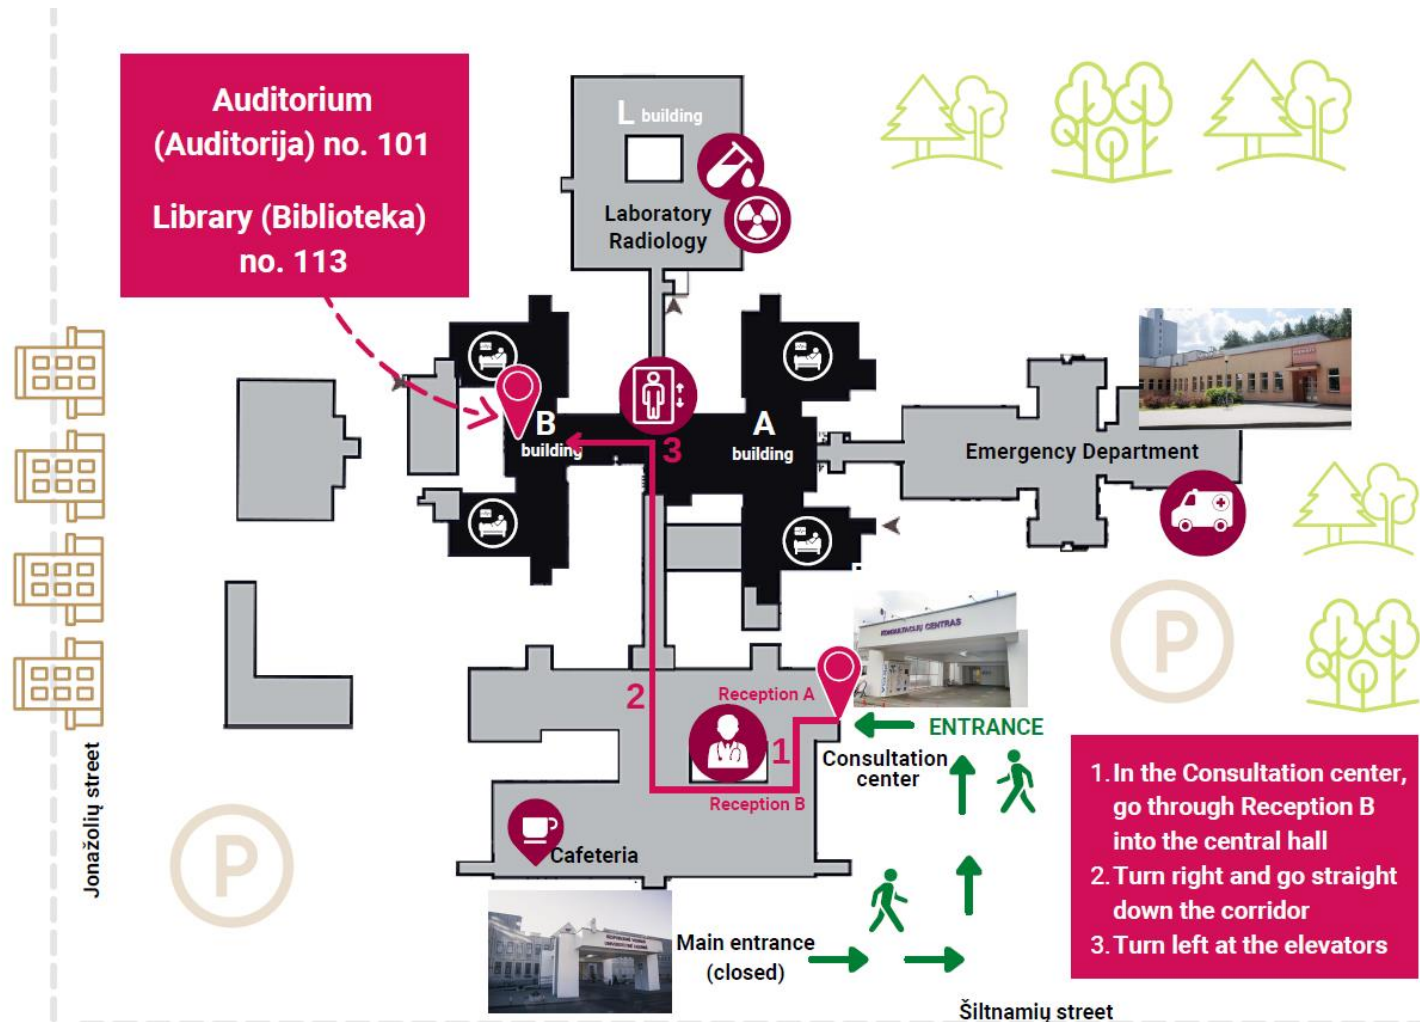 Auditorium
(Auditorija) no. 101
Library (Biblioteka)
no. 113
L building
Laboratory
Radiology
B
building
A
building
3
Emergency Department
KONSULTACIJŲ CENTRAS
P
2
Reception A
1
ENTRANCE
Consultation
center
Reception B
Jonažolių street
P
Cafeteria
Main entrance
(closed)
1. In the Consultation center,
go through Reception B
into the central hall
2. Turn right and go straight
down the corridor
3. Turn left at the elevators
Šiltnamių street